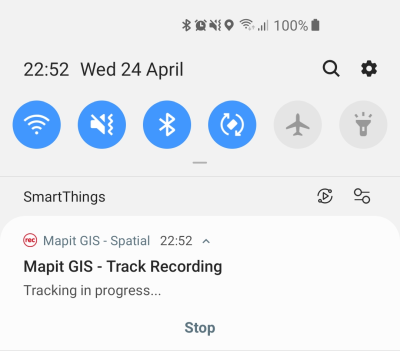 100%
22:52 Wed 24 April
SmartThings
rec Mapit GIS - Spatial 22:52
Mapit GIS - Track Recording
Tracking in progress...
Stop